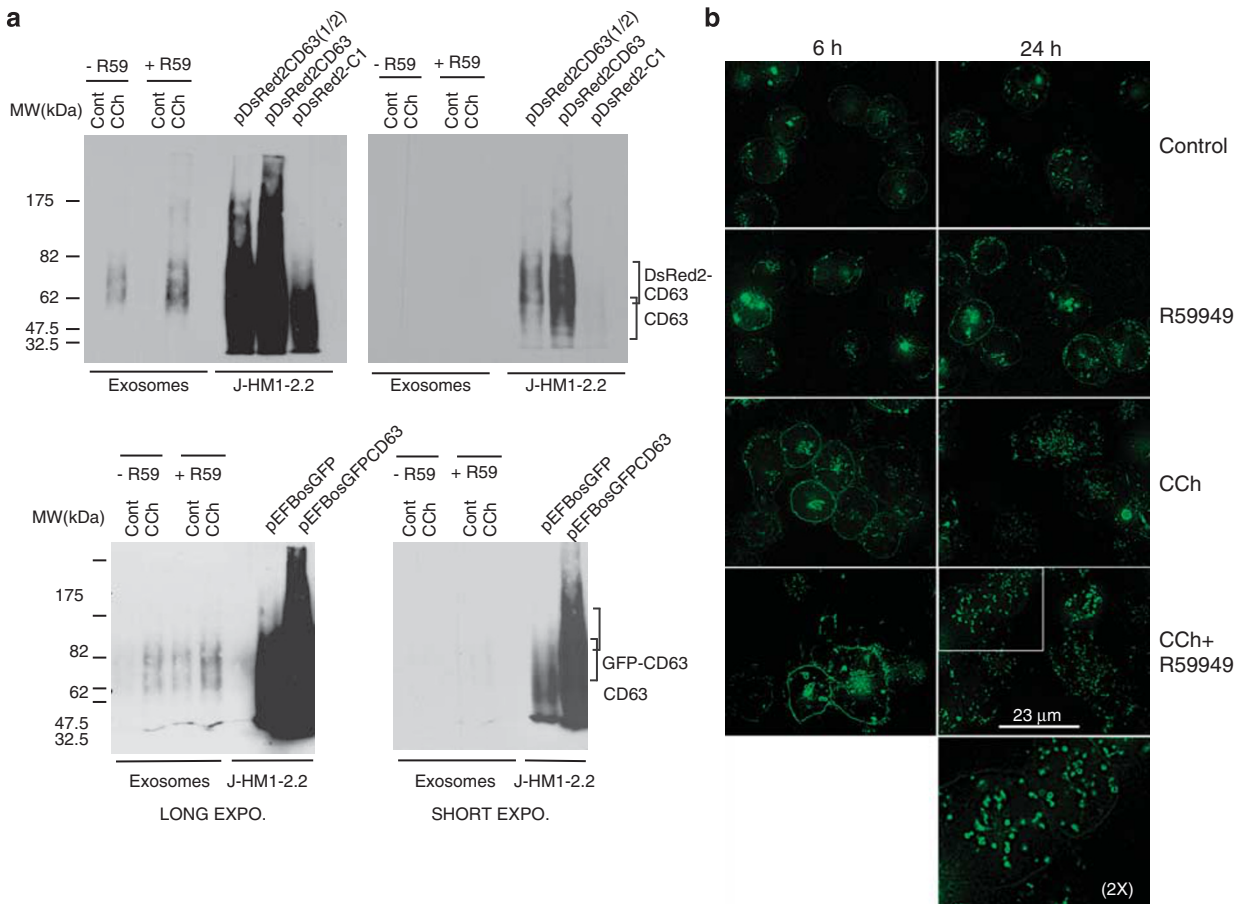 a
- R59
+ R59
MW(kDa)
Cont
CCh
Cont
CCh
pDsRed2CD63(1/2)
pDsRed2CD63
pDsRed2-C1
- R59
+ R59
Cont
CCh
Cont
CCh
pDsRed2CD63(1/2)
pDsRed2CD63
pDsRed2-C1
175
82
62
47.5
32.5
DsRed2-
CD63
CD63
Exosomes
J-HM1-2.2
Exosomes
J-HM1-2.2
- R59
+ R59
MW(kDa)
Cont
CCh
Cont
CCh
pEFBosGFP
pEFBosGFPCD63
- R59
+ R59
Cont
CCh
Cont
CCh
pEFBosGFP
pEFBosGFPCD63
175
82
62
47.5
32.5
GFP-CD63
CD63
Exosomes
J-HM1-2.2
Exosomes
J-HM1-2.2
LONG EXPO.
SHORT EXPO.
b
6 h
24 h
Control
R59949
CCh
CCh+
R59949
23 µm
(2X)